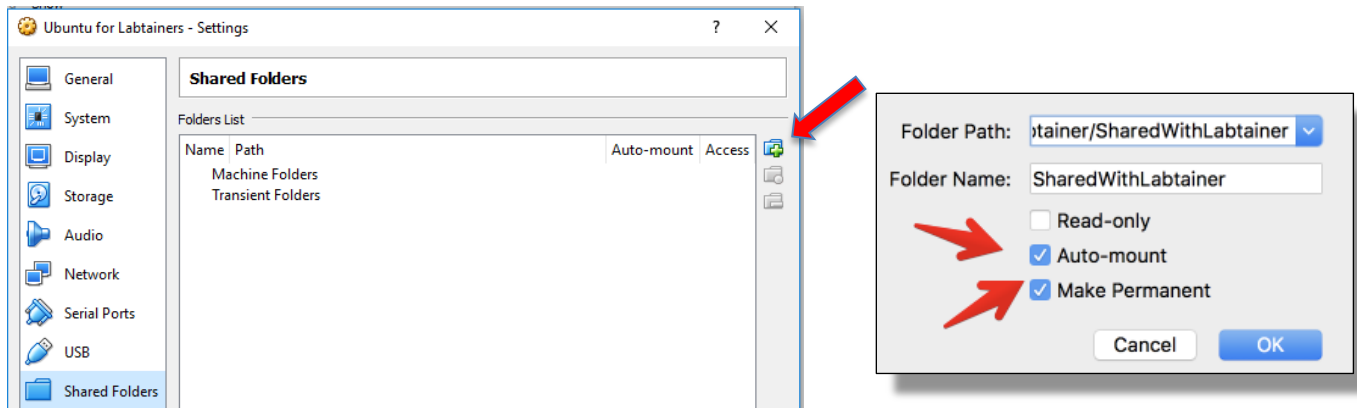 Ubuntu for Labtainers - Settings ? ×
General
System
Display
Storage
Audio
Network
Serial Ports
USB
Shared Folders
Shared Folders
Folders List
Name Path Auto-mount Access
Machine Folders
Transient Folders
Folder Path: tainer/SharedWithLabtainer
Folder Name: SharedWithLabtainer
Read-only
Auto-mount
Make Permanent
Cancel OK